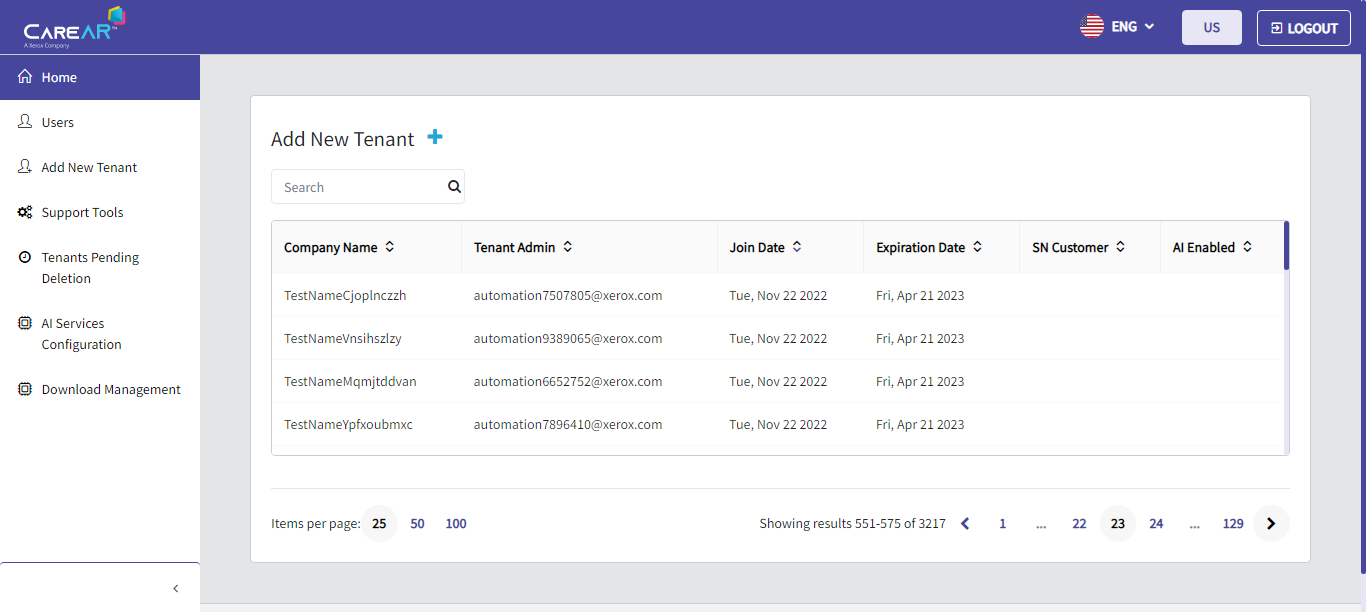 CAREAR™
A Xerox Company
ENG
US
LOGOUT
Home
Users
Add New Tenant
Support Tools
Tenants Pending
Deletion
AI Services
Configuration
Download Management
Add New Tenant
Search
Company Name Tenant Admin Join Date Expiration Date SN Customer AI Enabled
TestNameCjoplnczzh automation7507805@xerox.com Tue, Nov 22 2022 Fri, Apr 21 2023
TestNameVnsihszlzy automation9389065@xerox.com Tue, Nov 22 2022 Fri, Apr 21 2023
TestNameMqmjtddvan automation6652752@xerox.com Tue, Nov 22 2022 Fri, Apr 21 2023
TestNameYpfxoubmxc automation7896410@xerox.com Tue, Nov 22 2022 Fri, Apr 21 2023
Items per page: 25 50 100
Showing results 551-575 of 3217 1 ... 22 23 24 ... 129